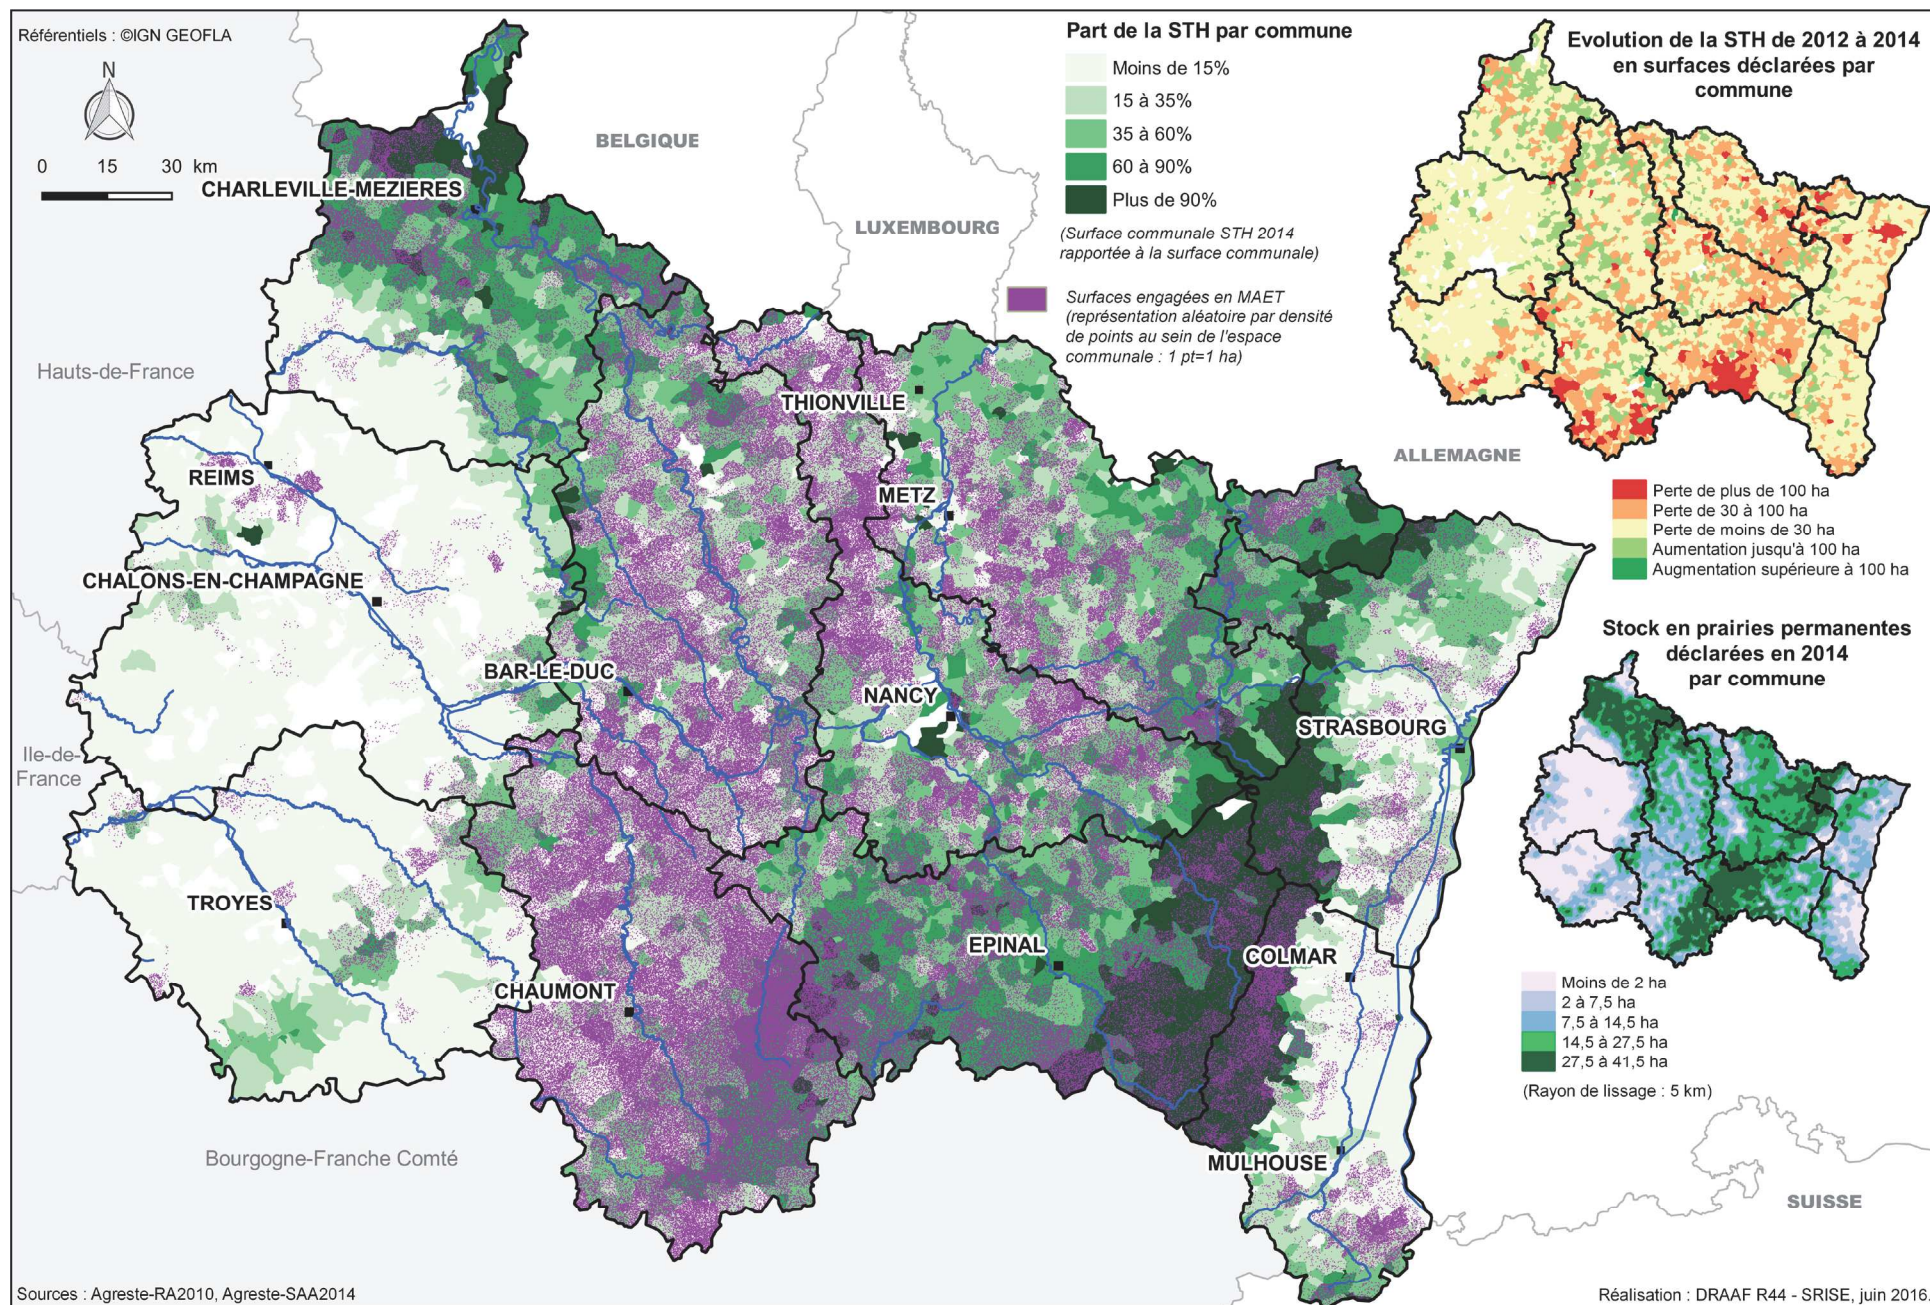 Référentiels : ©IGN GEOFLA
N
0 15 30 km
Part de la STH par commune
Moins de 15%
15 à 35%
35 à 60%
60 à 90%
Plus de 90%
(Surface communale STH 2014
rapportée à la surface communale)
Surfaces engagées en MAET
(représentation aléatoire par densité
de points au sein de l'espace
communale : 1 pt=1 ha)
Evolution de la STH de 2012 à 2014
en surfaces déclarées par
commune
Perte de plus de 100 ha
Perte de 30 à 100 ha
Perte de moins de 30 ha
Aumentation jusqu'à 100 ha
Augmentation supérieure à 100 ha
Stock en prairies permanentes
déclarées en 2014
par commune
Moins de 2 ha
2 à 7,5 ha
7,5 à 14,5 ha
14,5 à 27,5 ha
27,5 à 41,5 ha
(Rayon de lissage : 5 km)
BELGIQUE
LUXEMBOURG
ALLEMAGNE
SUISSE
Hauts-de-France
Ile-de-
France
Bourgogne-Franche Comté
CHARLEVILLE-MEZIERES
THIONVILLE
REIMS
METZ
CHALONS-EN-CHAMPAGNE
BAR-LE-DUC
NANCY
STRASBOURG
TROYES
EPINAL
COLMAR
CHAUMONT
MULHOUSE
Sources : Agreste-RA2010, Agreste-SAA2014
Réalisation : DRAAF R44 - SRISE, juin 2016.